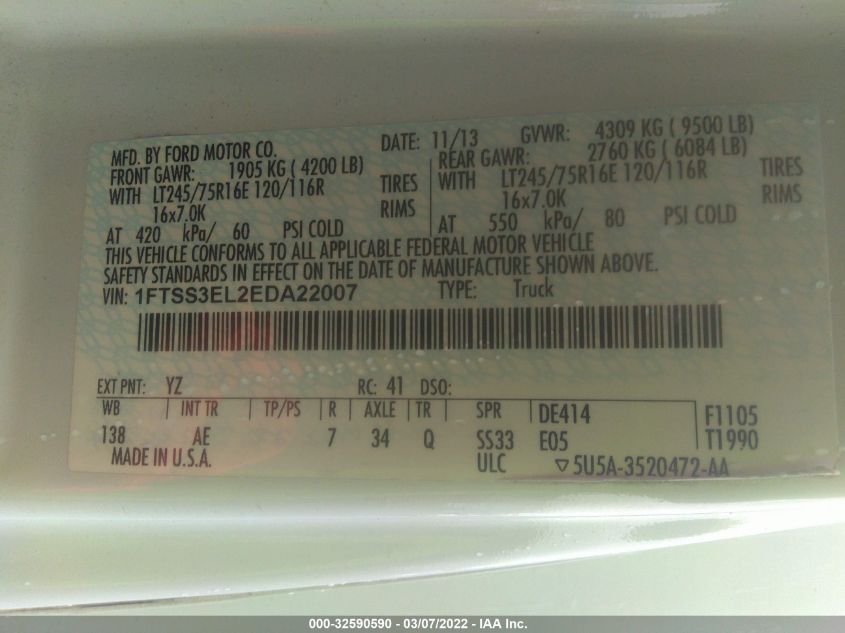 MFD. BY FORD MOTOR CO. DATE: 11/13 GVWR: 4309 KG ( 9500 LB)
FRONT GAWR: 1905 KG ( 4200 LB) REAR GAWR: 2760 KG ( 6084 LB)
WITH LT245/75R16E 120/116R TIRES WITH LT245/75R16E 120/116R TIRES
16x7.0K RIMS 16x7.0K RIMS
AT 420 kPa/ 60 PSI COLD AT 550 kPa/ 80 PSI COLD
THIS VEHICLE CONFORMS TO ALL APPLICABLE FEDERAL MOTOR VEHICLE
SAFETY STANDARDS IN EFFECT ON THE DATE OF MANUFACTURE SHOWN ABOVE.
VIN: 1FTSS3EL2EDA22007 TYPE: Truck
EXT PNT: YZ RC: 41 DSO:
WB INT TR TP/PS R AXLE TR SPR DE414 F1105
138 AE 7 34 Q SS33 E05 T1990
MADE IN U.S.A. ULC ▽5U5A-3520472-AA
000-32590590 - 03/07/2022 - IAA Inc.